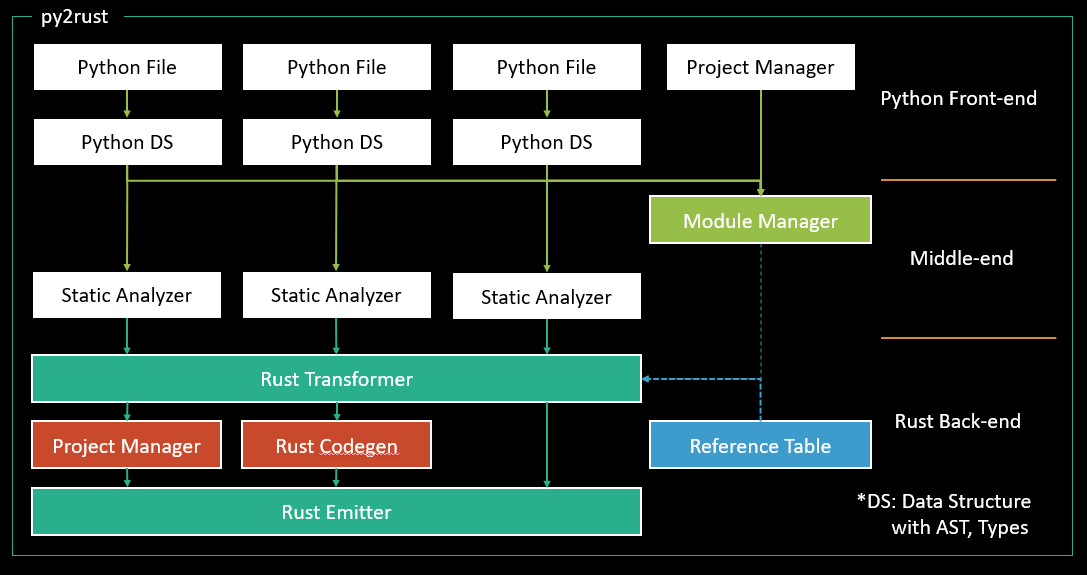 py2rust
Python File
Python File
Python File
Project Manager
Python Front-end
Python DS
Python DS
Python DS
Module Manager
Middle-end
Static Analyzer
Static Analyzer
Static Analyzer
Rust Transformer
Rust Back-end
Project Manager
Rust Codegen
Reference Table
Rust Emitter
*DS: Data Structure
with AST, Types